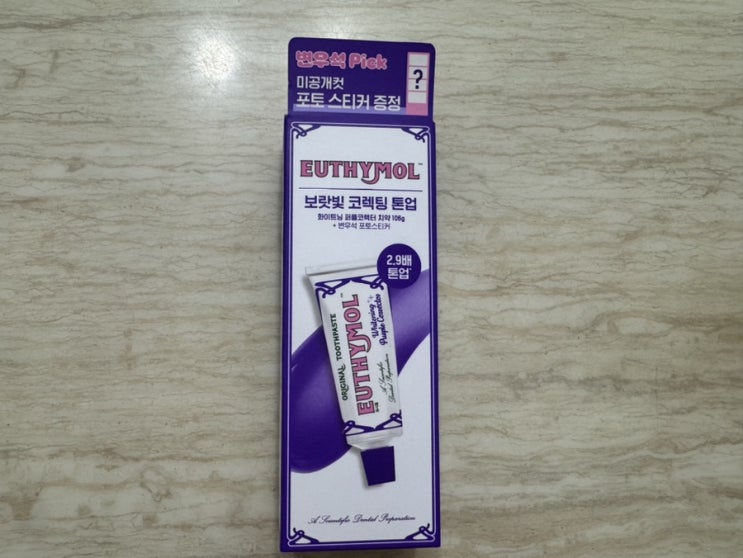 변우석 Pick
미공개컷
포토 스티커 증정
?
EUTHYMOL™
보랏빛 코렉팅 톤업
화이트닝 퍼플코렉터 치약 106g
+ 변우석 포토스티커
2.9배
톤업*
ORIGINAL TOOTHPASTE
EUTHYMOL™
Whitening
Purple Corrector
A Scientific
Dental Preparation
A Scientific Dental Preparation